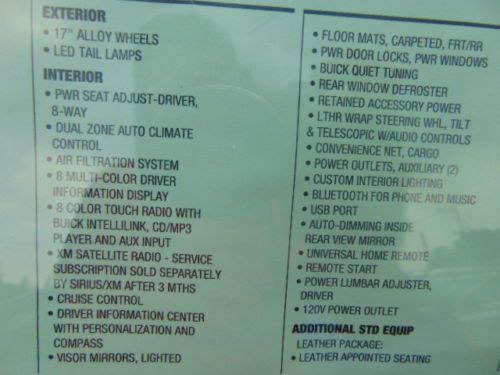 EXTERIOR
• 17" ALLOY WHEELS
• LED TAIL LAMPS
INTERIOR
• PWR SEAT ADJUST-DRIVER,
8-WAY
• DUAL ZONE AUTO CLIMATE
CONTROL
• AIR FILTRATION SYSTEM
• 8 MULTI-COLOR DRIVER
INFORMATION DISPLAY
• 8 COLOR TOUCH RADIO WITH
BUICK INTELLILINK, CD/MP3
PLAYER AND AUX INPUT
• XM SATELLITE RADIO - SERVICE
SUBSCRIPTION SOLD SEPARATELY
BY SIRIUS/XM AFTER 3 MTHS
• CRUISE CONTROL
• DRIVER INFORMATION CENTER
WITH PERSONALIZATION AND
COMPASS
• VISOR MIRRORS, LIGHTED
• FLOOR MATS, CARPETED, FRT/RR
• PWR DOOR LOCKS, PWR WINDOWS
• BUICK QUIET TUNING
• REAR WINDOW DEFROSTER
• RETAINED ACCESSORY POWER
• LTHR WRAP STEERING WHL, TILT
& TELESCOPIC W/AUDIO CONTROLS
• CONVENIENCE NET, CARGO
• POWER OUTLETS, AUXILIARY (2)
• CUSTOM INTERIOR LIGHTING
• BLUETOOTH FOR PHONE AND MUSIC
• USB PORT
• AUTO-DIMMING INSIDE
REAR VIEW MIRROR
• UNIVERSAL HOME REMOTE
• REMOTE START
• POWER LUMBAR ADJUSTER,
DRIVER
• 120V POWER OUTLET
ADDITIONAL STD EQUIP
LEATHER PACKAGE:
• LEATHER APPOINTED SEATING